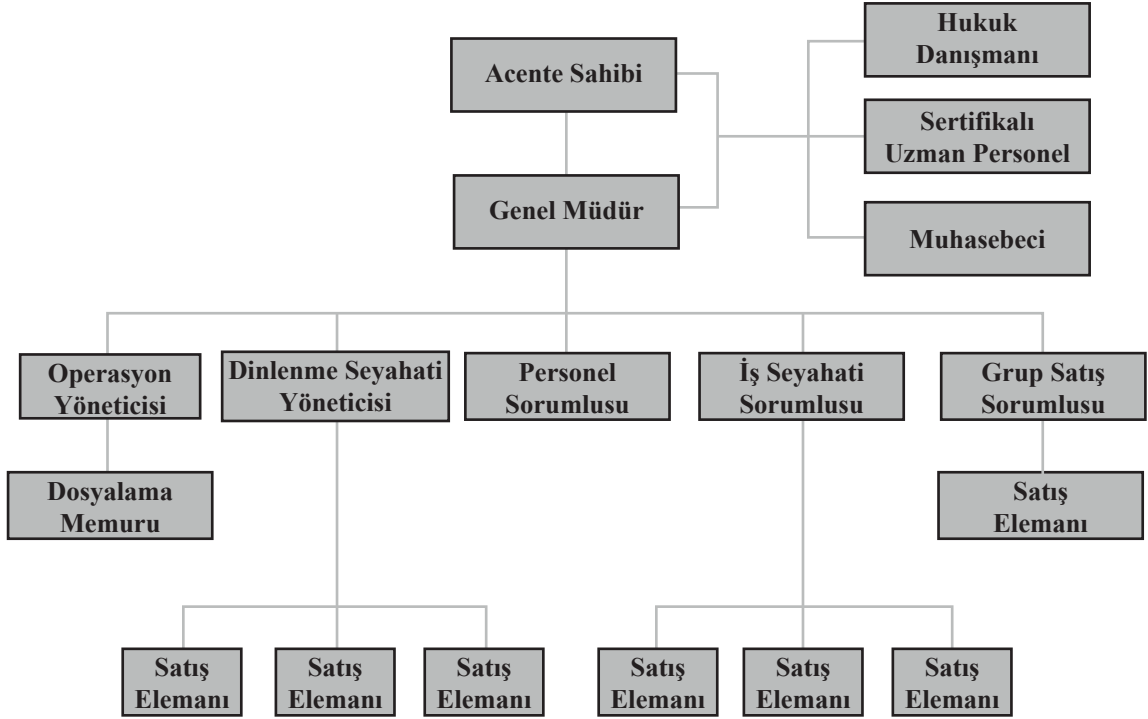 Hukuk
Danışmanı
Acente Sahibi
Sertifikalı
Uzman Personel
Genel Müdür
Muhasebeci
Operasyon
Yöneticisi
Dinlenme Seyahati
Yöneticisi
Personel
Sorumlusu
İş Seyahati
Sorumlusu
Grup Satış
Sorumlusu
Dosyalama
Memuru
Satış
Elemanı
Satış
Elemanı
Satış
Elemanı
Satış
Elemanı
Satış
Elemanı
Satış
Elemanı
Satış
Elemanı